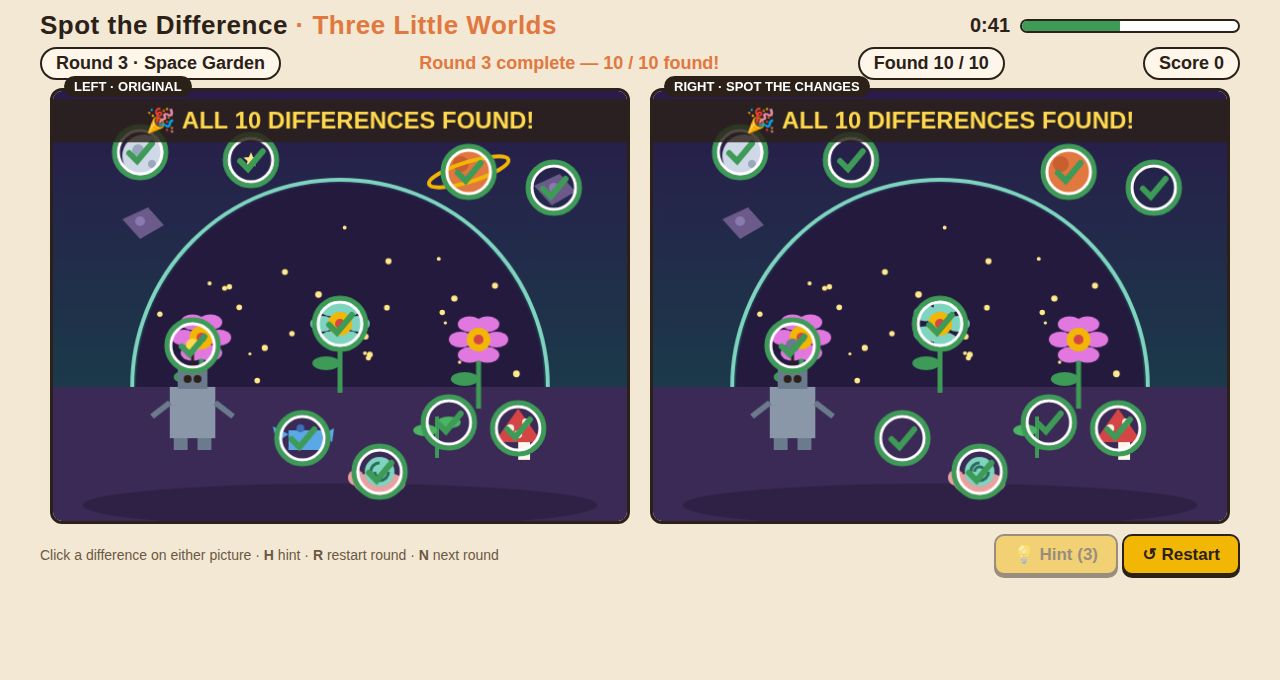 Spot the Difference · Three Little Worlds
0:41
Round 3 · Space Garden
Round 3 complete — 10 / 10 found!
Found 10 / 10
Score 0
LEFT · ORIGINAL
RIGHT · SPOT THE CHANGES
🎉 ALL 10 DIFFERENCES FOUND!
🎉 ALL 10 DIFFERENCES FOUND!
Click a difference on either picture · H hint · R restart round · N next round
💡 Hint (3)
↺ Restart